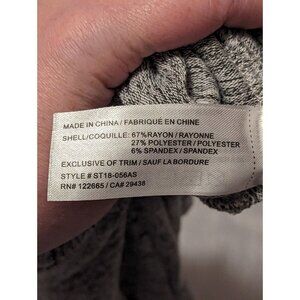 MADE IN CHINA / FABRIQUÉ EN CHINE
SHELL/COQUILLE: 67%RAYON / RAYONNE
27% POLYESTER / POLYESTER
6% SPANDEX / SPANDEX
EXCLUSIVE OF TRIM / SAUF LA BORDURE
STYLE # ST18-056AS
RN# 122665 / CA# 29438